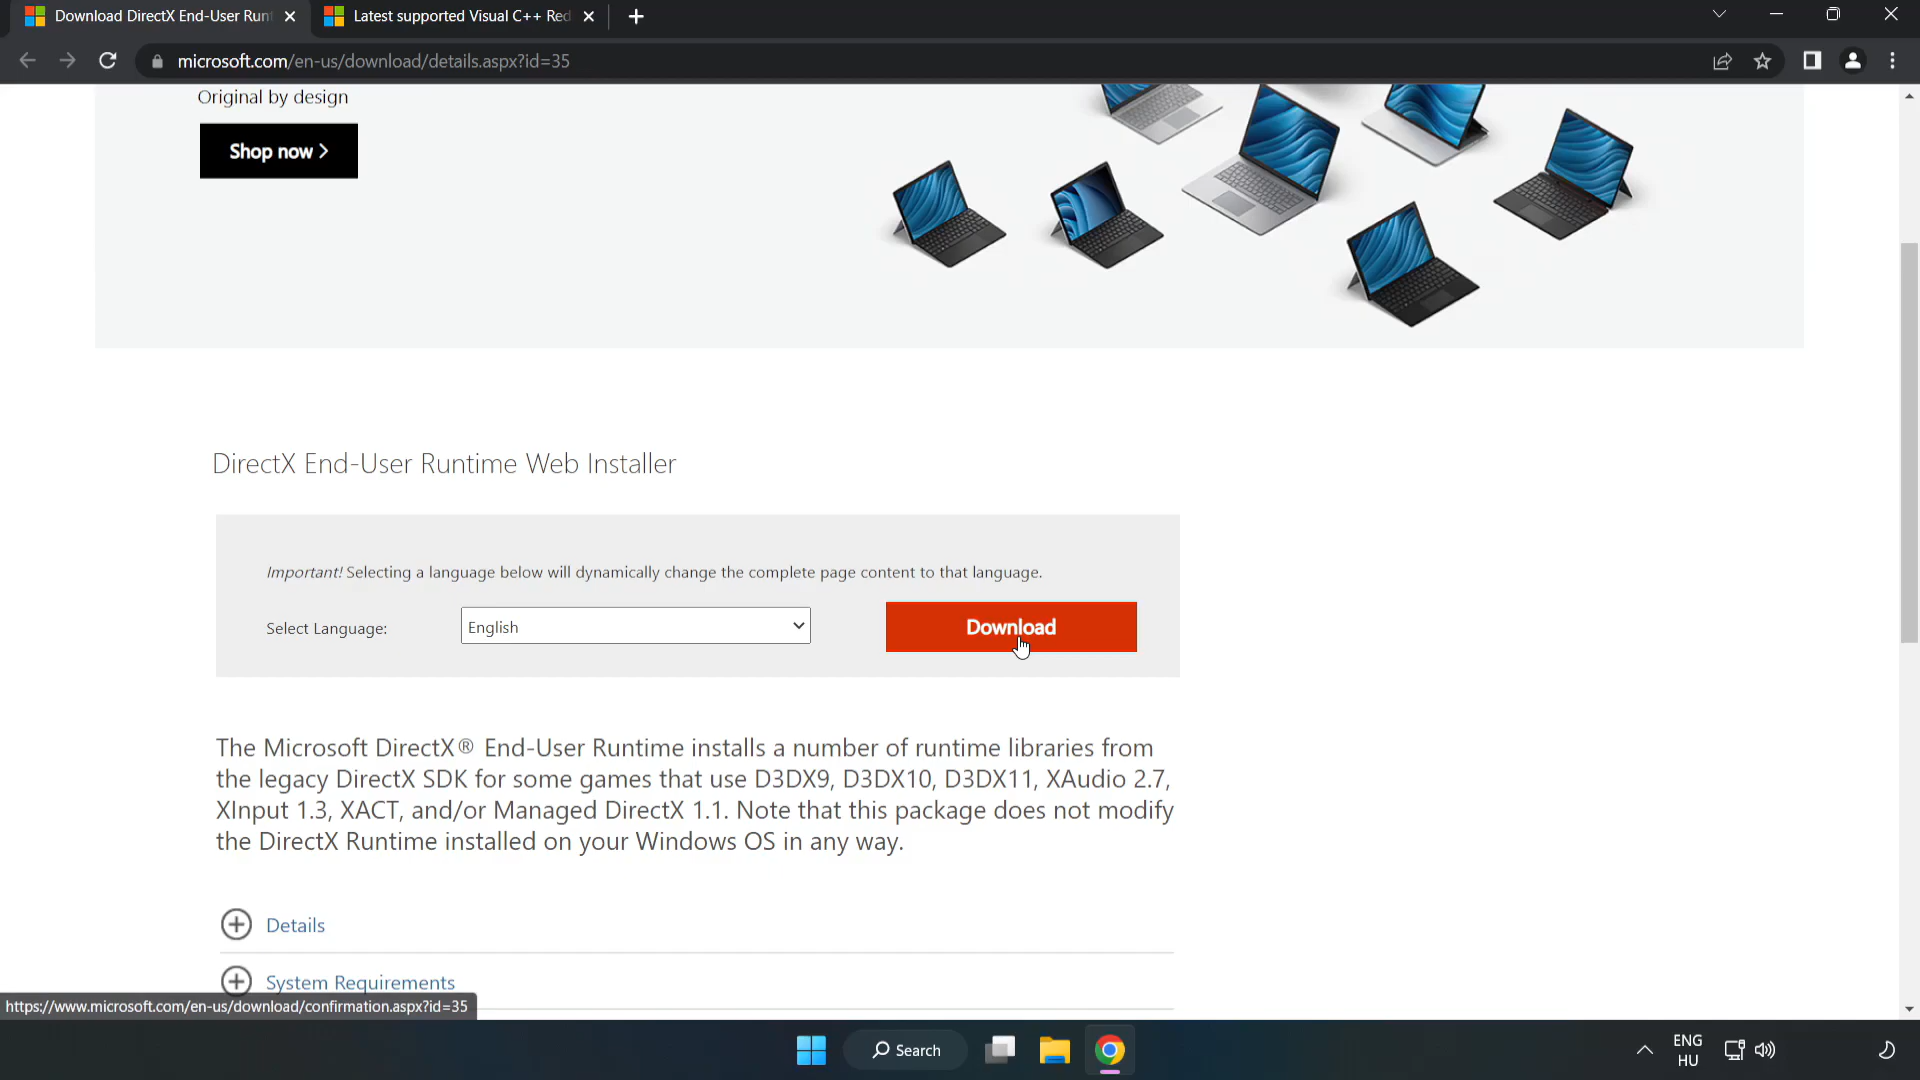 Download DirectX End-User Runt
Latest supported Visual C++ Red
microsoft.com/en-us/download/details.aspx?id=35
Original by design
Shop now
DirectX End-User Runtime Web Installer
Important! Selecting a language below will dynamically change the complete page content to that language.
Select Language:
English
Download
The Microsoft DirectX® End-User Runtime installs a number of runtime libraries from
the legacy DirectX SDK for some games that use D3DX9, D3DX10, D3DX11, XAudio 2.7,
XInput 1.3, XACT, and/or Managed DirectX 1.1. Note that this package does not modify
the DirectX Runtime installed on your Windows OS in any way.
Details
System Requirements
https://www.microsoft.com/en-us/download/confirmation.aspx?id=35
Search
ENG
HU